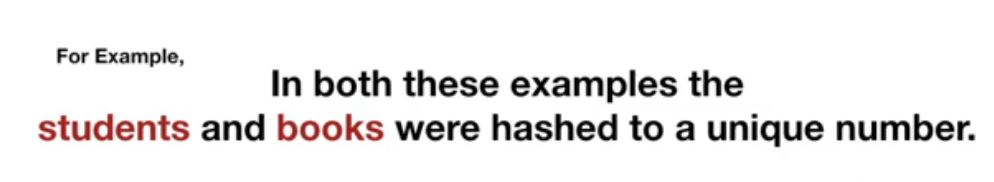 For Example,
In both these examples the
students and books were hashed to a unique number.